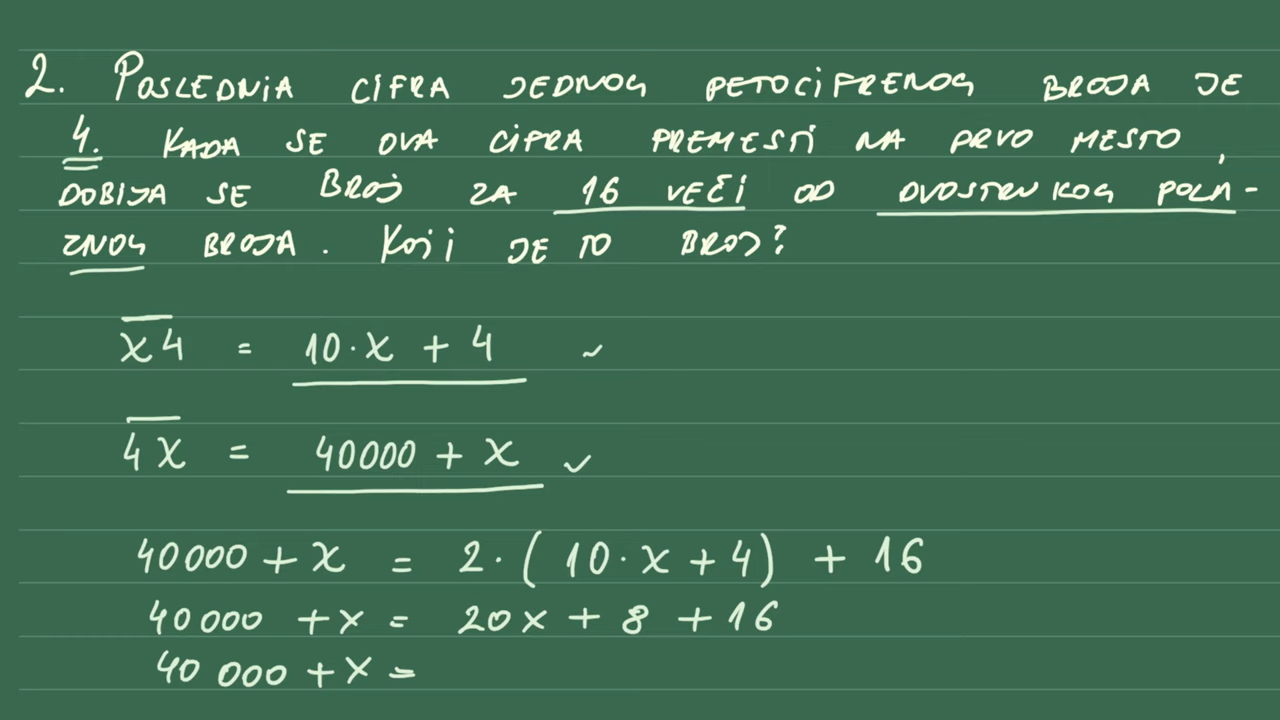 2. POSLEDNJA CIFRA JEDNOG PETOCIFRENOG BROJA JE
4. KADA SE OVA CIFRA PREMESTI NA PRVO MESTO,
DOBIJA SE BROJ ZA 16 VEĆI OD DVOSTRUKOG POLA-
ZNOG BROJA. KOJI JE TO BROJ?
x4 = 10·x + 4 ✓
4x = 40000 + x ✓
40000 + x = 2·(10·x + 4) + 16
40000 + x = 20x + 8 + 16
40 000 + x =